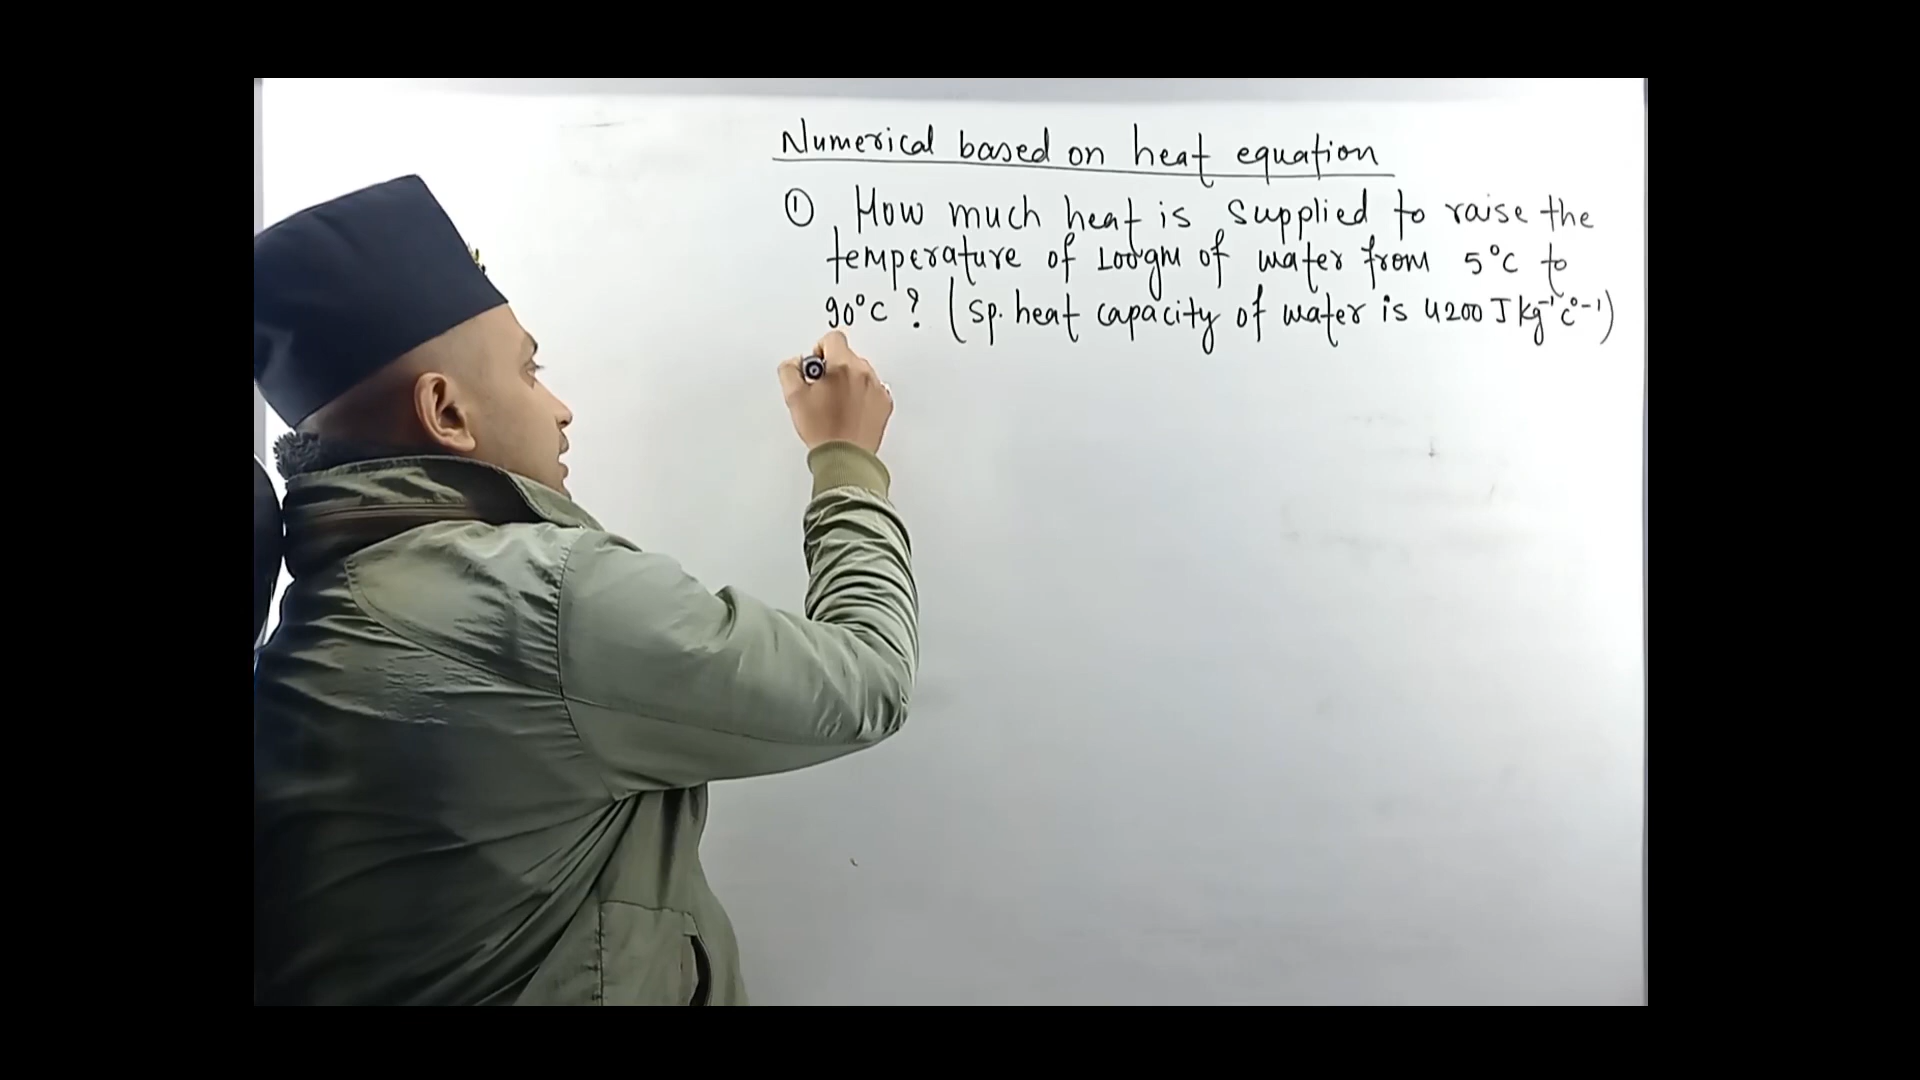 Numerical based on heat equation
① How much heat is supplied to raise the
temperature of 100gm of water from 5°C to
90°C ? (sp. heat capacity of water is 4200 J kg⁻¹ c°⁻¹)